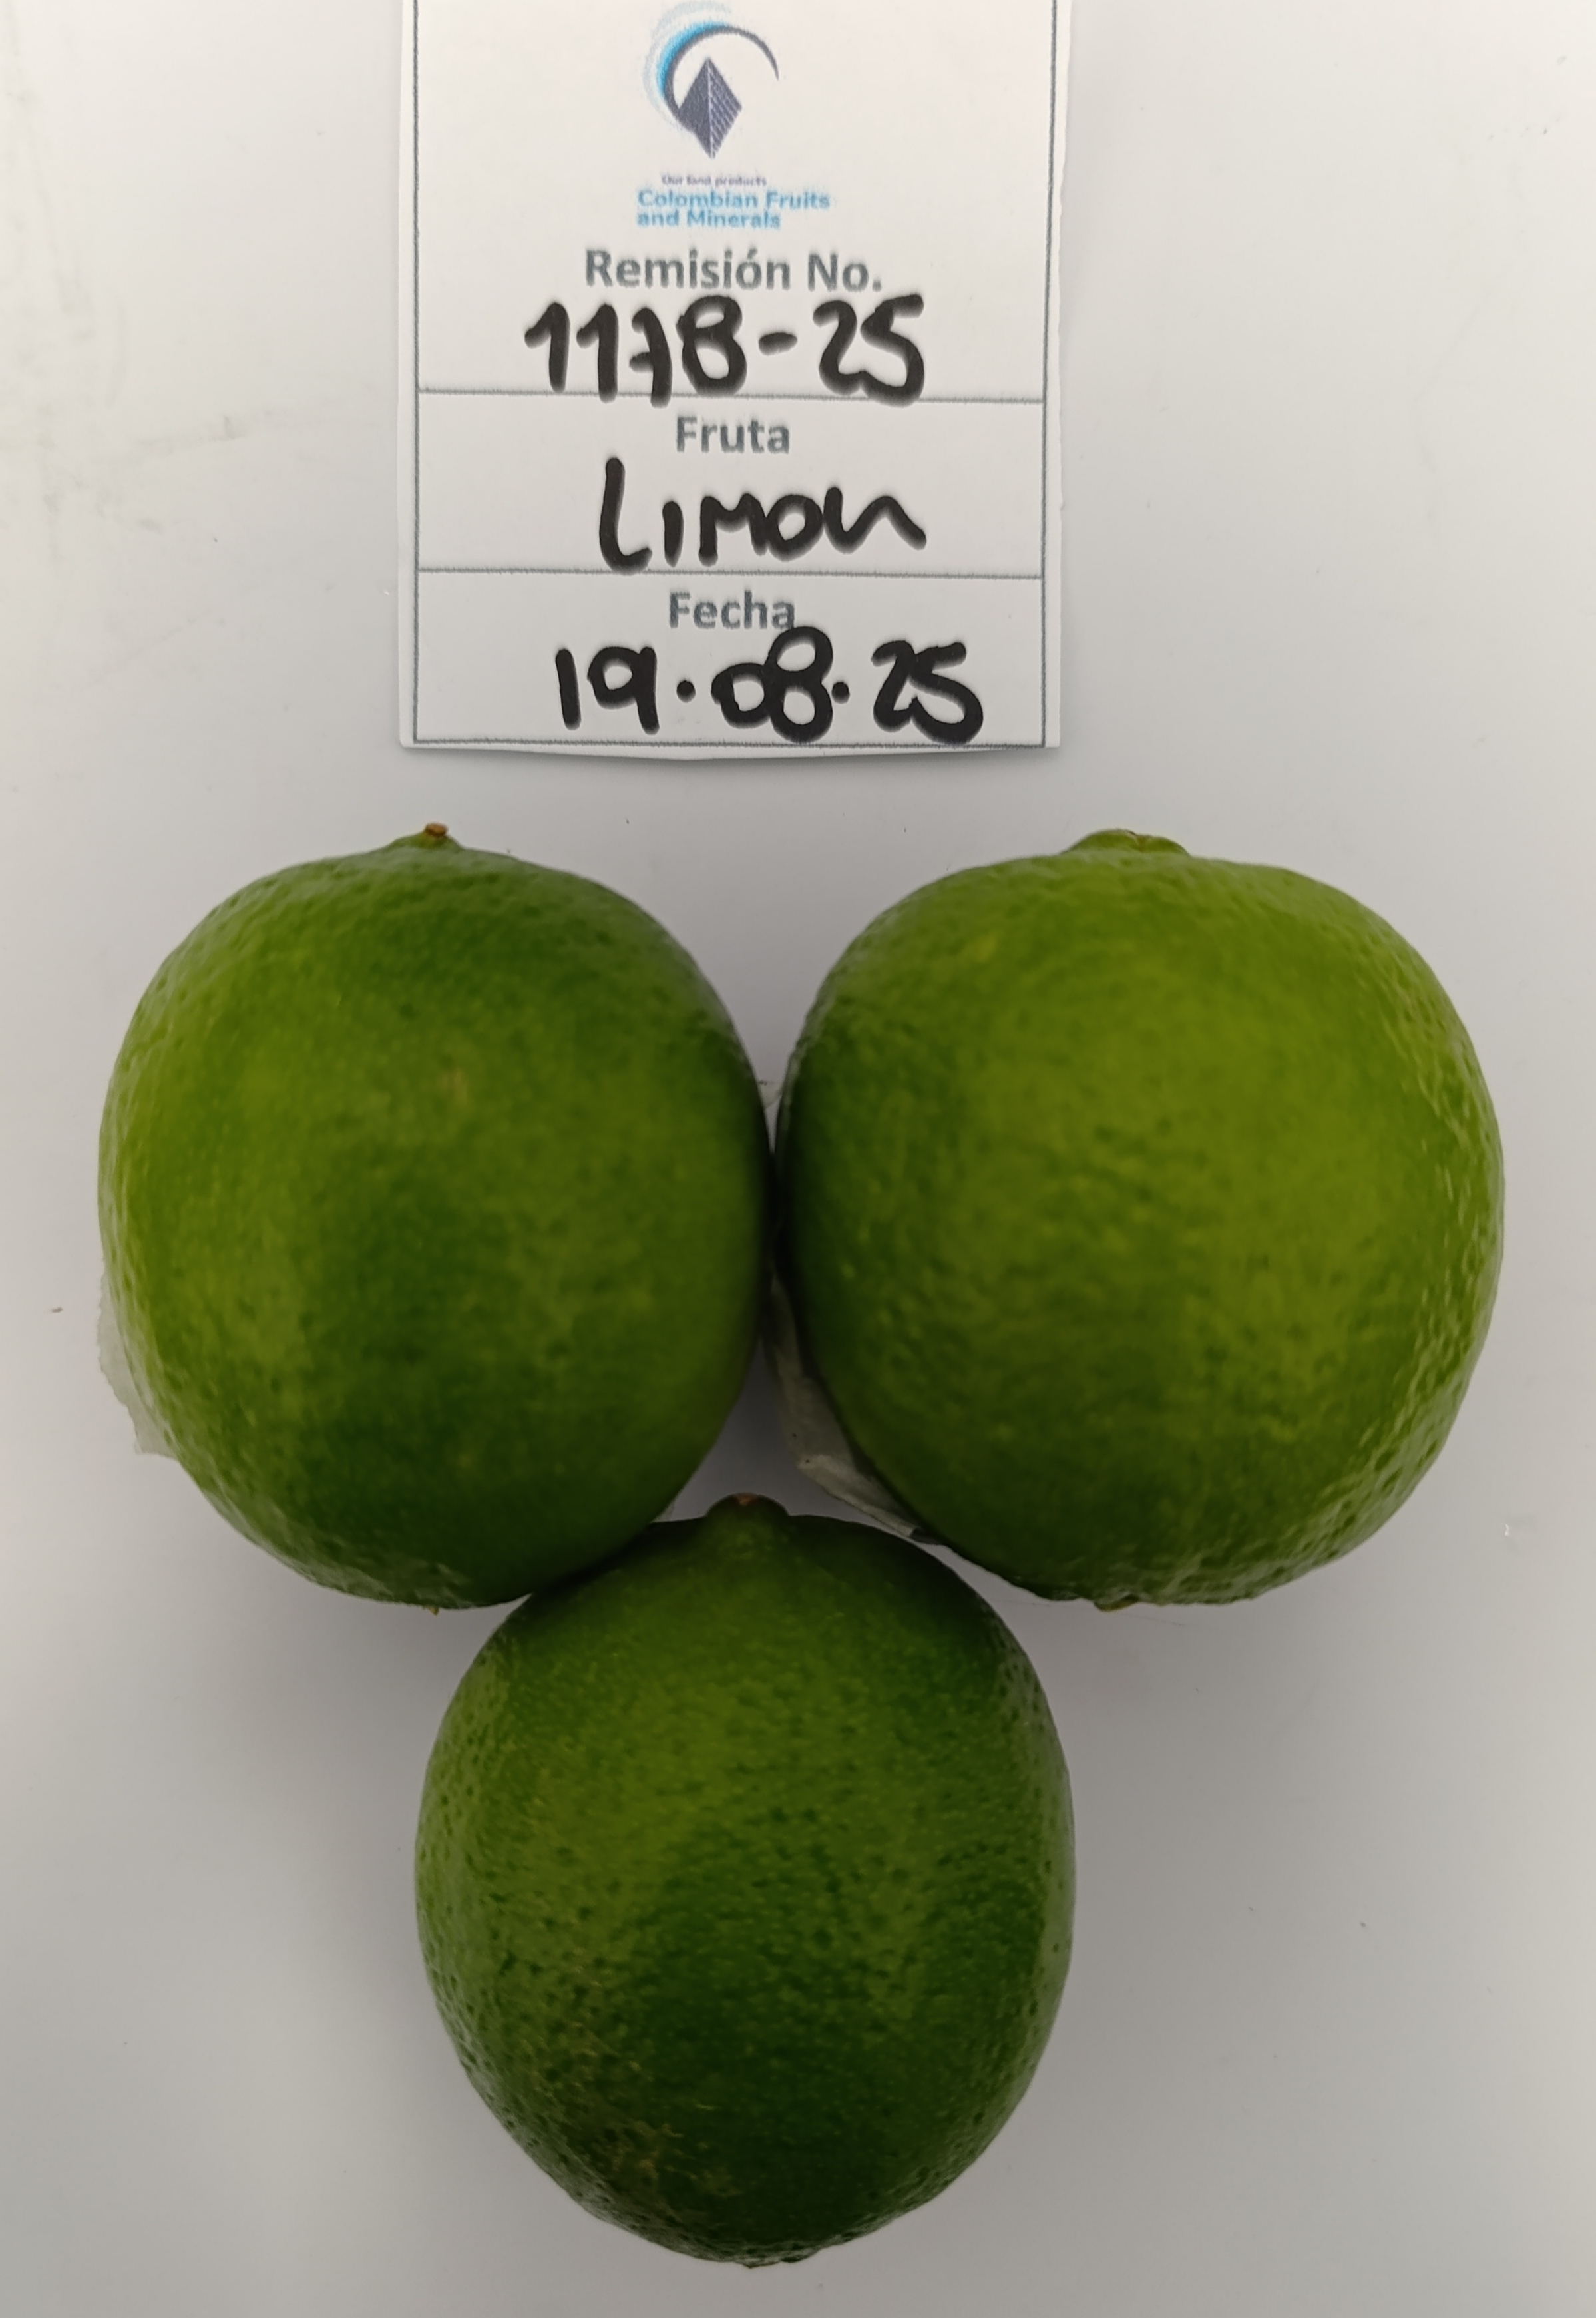 Our land products
Colombian Fruits
and Minerals
Remisión No.
1178-25
Fruta
Limon
Fecha
19.08.25